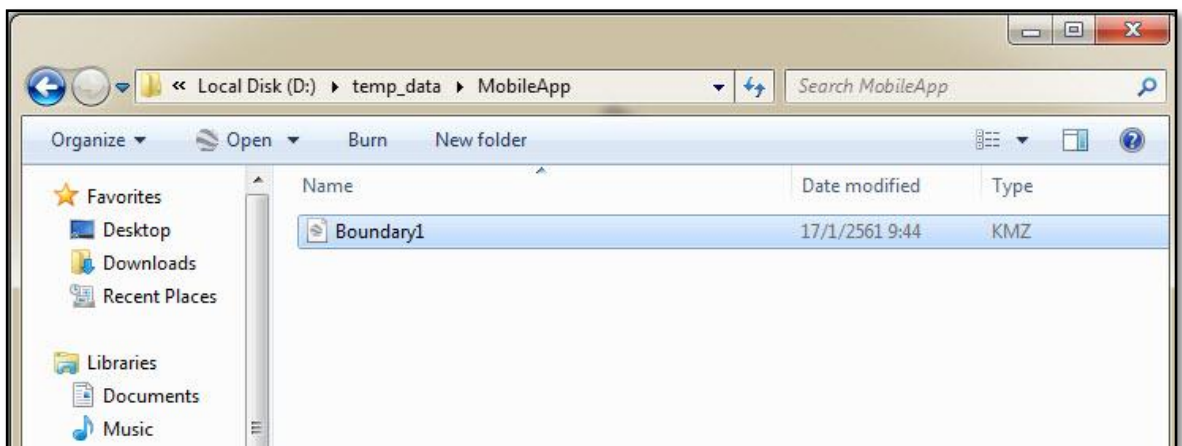 « Local Disk (D:) ▸ temp_data ▸ MobileApp Search MobileApp
Organize Open Burn New folder
Name Date modified Type
Favorites
Boundary1 17/1/2561 9:44 KMZ
Desktop
Downloads
Recent Places
Libraries
Documents
Music